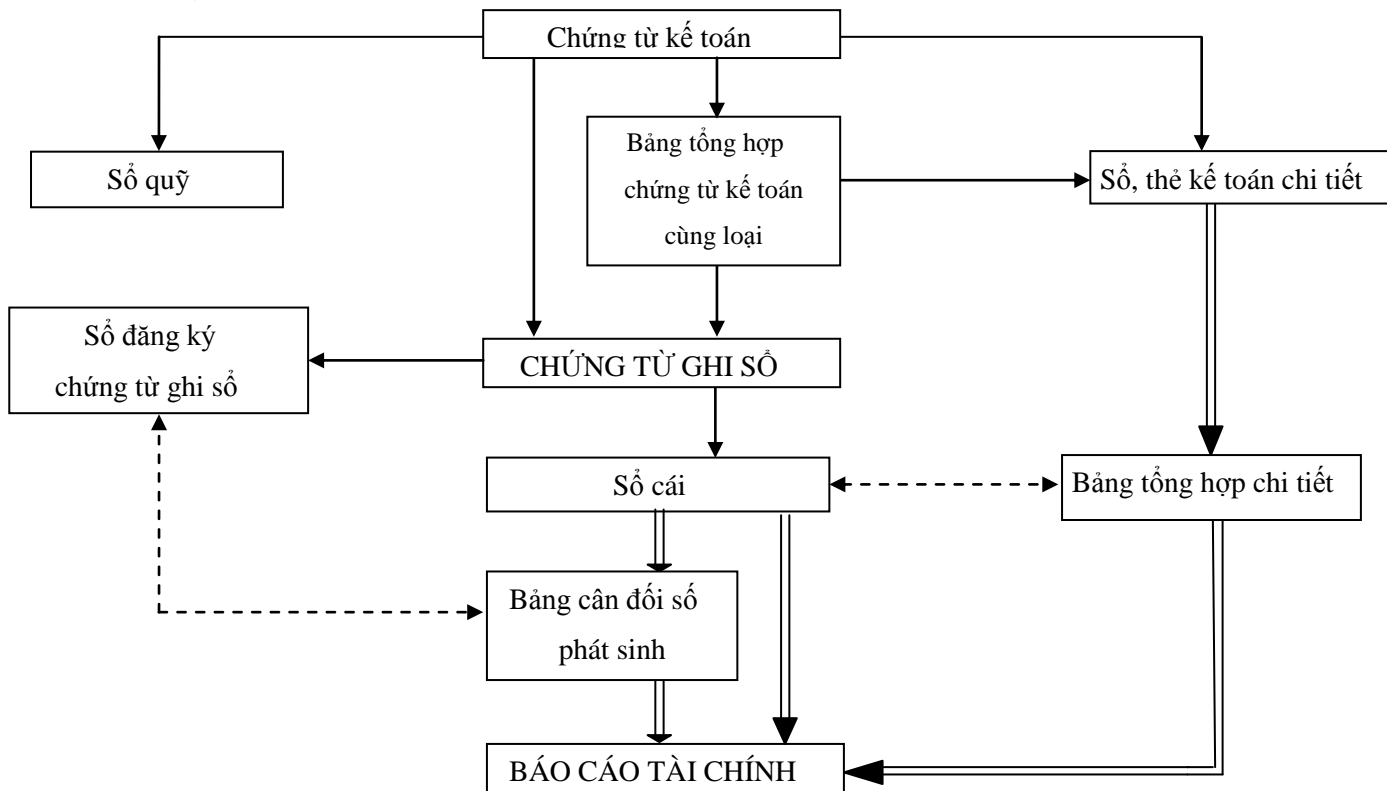 Chứng từ kế toán
Bảng tổng hợp
chứng từ kế toán
cùng loại
Sổ quỹ
Sổ, thẻ kế toán chi tiết
Sổ đăng ký
chứng từ ghi sổ
CHỨNG TỪ GHI SỔ
Sổ cái
Bảng tổng hợp chi tiết
Bảng cân đối số
phát sinh
BÁO CÁO TÀI CHÍNH